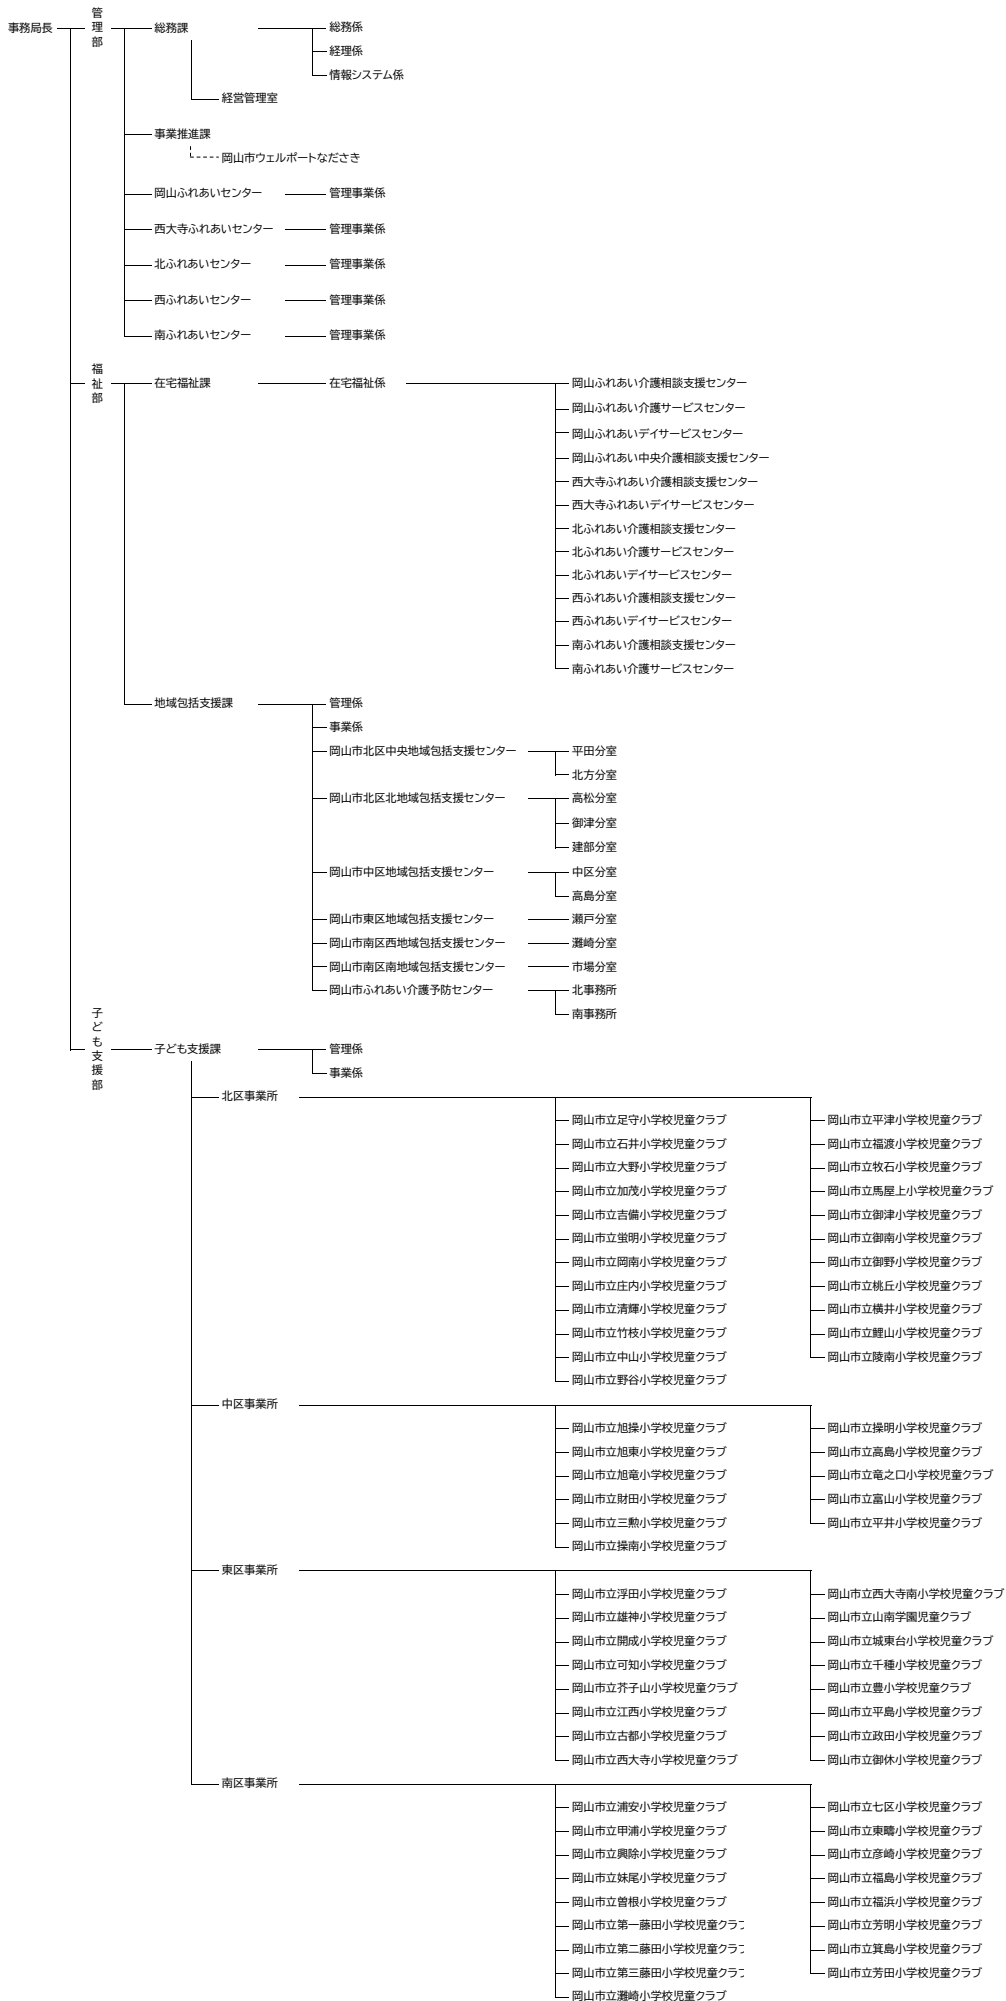 事務局長
管理部
総務課
総務係
経理係
情報システム係
経営管理室
事業推進課
岡山市ウェルポートなださき
岡山ふれあいセンター
管理事業係
西大寺ふれあいセンター
管理事業係
北ふれあいセンター
管理事業係
西ふれあいセンター
管理事業係
南ふれあいセンター
管理事業係
福祉部
在宅福祉課
在宅福祉係
岡山ふれあい介護相談支援センター
岡山ふれあい介護サービスセンター
岡山ふれあいデイサービスセンター
岡山ふれあい中央介護相談支援センター
西大寺ふれあい介護相談支援センター
西大寺ふれあいデイサービスセンター
北ふれあい介護相談支援センター
北ふれあい介護サービスセンター
北ふれあいデイサービスセンター
西ふれあい介護相談支援センター
西ふれあいデイサービスセンター
南ふれあい介護相談支援センター
南ふれあい介護サービスセンター
地域包括支援課
管理係
事業係
岡山市北区中央地域包括支援センター
平田分室
北方分室
岡山市北区北地域包括支援センター
高松分室
御津分室
建部分室
岡山市中区地域包括支援センター
中区分室
高島分室
岡山市東区地域包括支援センター
瀬戸分室
岡山市南区西地域包括支援センター
灘崎分室
岡山市南区南地域包括支援センター
市場分室
岡山市ふれあい介護予防センター
北事務所
南事務所
子ども支援部
子ども支援課
管理係
事業係
北区事業所
岡山市立足守小学校児童クラブ
岡山市立石井小学校児童クラブ
岡山市立大野小学校児童クラブ
岡山市立加茂小学校児童クラブ
岡山市立吉備小学校児童クラブ
岡山市立蛍明小学校児童クラブ
岡山市立岡南小学校児童クラブ
岡山市立庄内小学校児童クラブ
岡山市立清輝小学校児童クラブ
岡山市立竹枝小学校児童クラブ
岡山市立中山小学校児童クラブ
岡山市立野谷小学校児童クラブ
岡山市立平津小学校児童クラブ
岡山市立福渡小学校児童クラブ
岡山市立牧石小学校児童クラブ
岡山市立馬屋上小学校児童クラブ
岡山市立御津小学校児童クラブ
岡山市立御南小学校児童クラブ
岡山市立御野小学校児童クラブ
岡山市立桃丘小学校児童クラブ
岡山市立横井小学校児童クラブ
岡山市立鯉山小学校児童クラブ
岡山市立陵南小学校児童クラブ
中区事業所
岡山市立旭操小学校児童クラブ
岡山市立旭東小学校児童クラブ
岡山市立旭竜小学校児童クラブ
岡山市立財田小学校児童クラブ
岡山市立三勲小学校児童クラブ
岡山市立操南小学校児童クラブ
岡山市立操明小学校児童クラブ
岡山市立高島小学校児童クラブ
岡山市立竜之口小学校児童クラブ
岡山市立富山小学校児童クラブ
岡山市立平井小学校児童クラブ
東区事業所
岡山市立浮田小学校児童クラブ
岡山市立雄神小学校児童クラブ
岡山市立開成小学校児童クラブ
岡山市立可知小学校児童クラブ
岡山市立芥子山小学校児童クラブ
岡山市立江西小学校児童クラブ
岡山市立古都小学校児童クラブ
岡山市立西大寺小学校児童クラブ
岡山市立西大寺南小学校児童クラブ
岡山市立山南学園児童クラブ
岡山市立城東台小学校児童クラブ
岡山市立千種小学校児童クラブ
岡山市立豊小学校児童クラブ
岡山市立平島小学校児童クラブ
岡山市立政田小学校児童クラブ
岡山市立御休小学校児童クラブ
南区事業所
岡山市立浦安小学校児童クラブ
岡山市立甲浦小学校児童クラブ
岡山市立興除小学校児童クラブ
岡山市立妹尾小学校児童クラブ
岡山市立曽根小学校児童クラブ
岡山市立第一藤田小学校児童クラブ
岡山市立第二藤田小学校児童クラブ
岡山市立第三藤田小学校児童クラブ
岡山市立灘崎小学校児童クラブ
岡山市立七区小学校児童クラブ
岡山市立東疇小学校児童クラブ
岡山市立彦崎小学校児童クラブ
岡山市立福島小学校児童クラブ
岡山市立福浜小学校児童クラブ
岡山市立芳明小学校児童クラブ
岡山市立箕島小学校児童クラブ
岡山市立芳田小学校児童クラブ